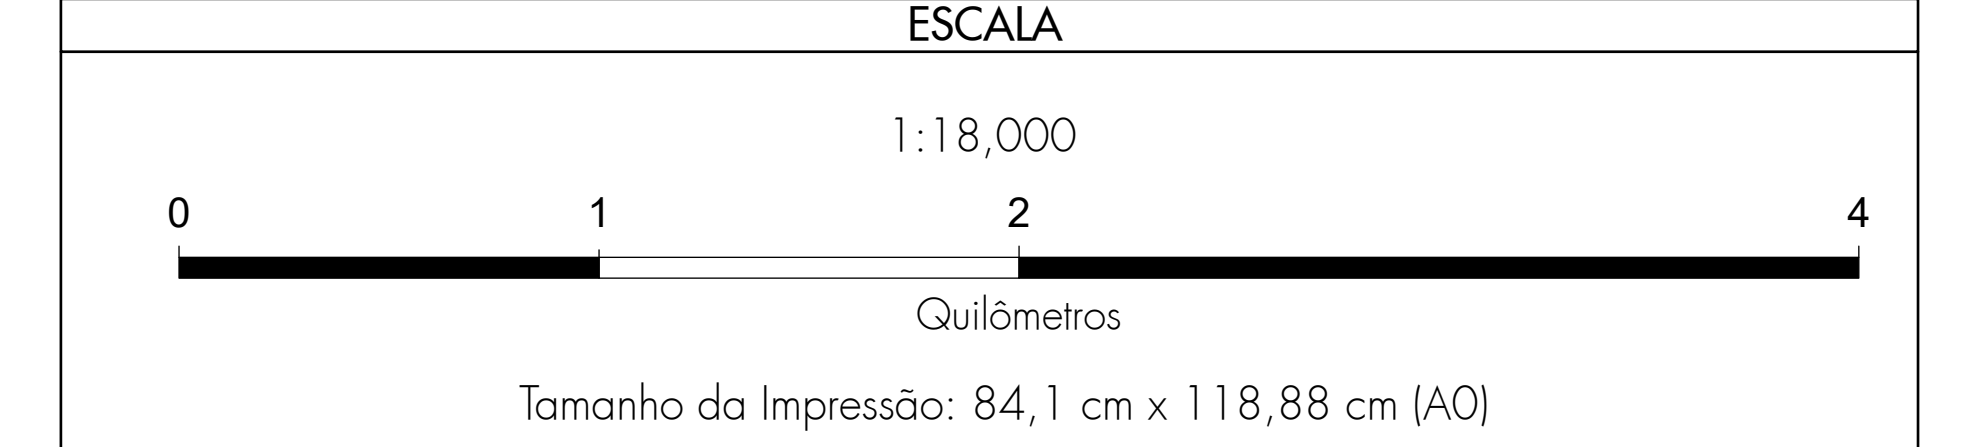 ESCALA
1:18,000
0 1 2 4
Quilômetros
Tamanho da Impressão: 84,1 cm x 118,88 cm (A0)